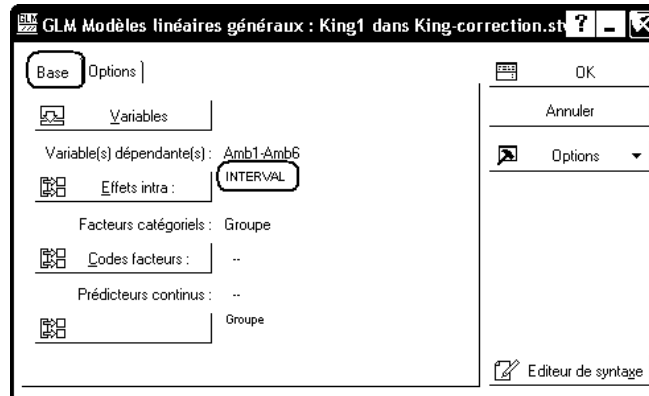 GLM Modèles linéaires généraux : King1 dans King-correction.st
Base Options
OK
Variables
Annuler
Variable(s) dépendante(s) : Amb1-Amb6
Options
Effets intra : INTERVAL
Facteurs catégoriels : Groupe
Codes facteurs : --
Prédicteurs continus : --
Groupe
Editeur de syntaxe